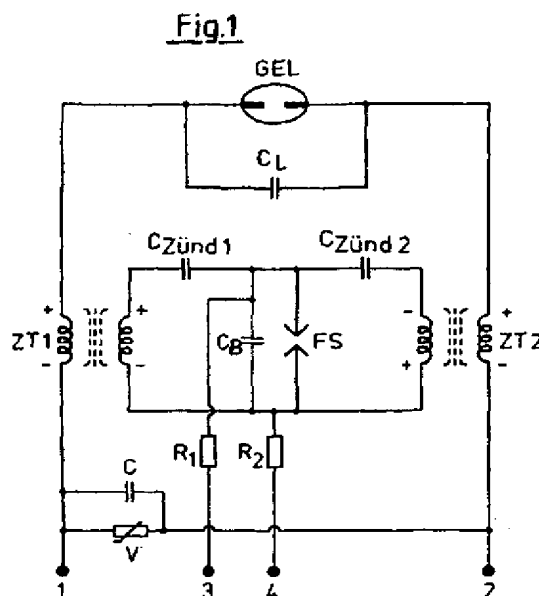 Fig.1
GEL
CL
CZünd 1
CZünd 2
+
+
-
+
ZT1
CB
FS
ZT2
-
-
+
-
R1
R2
C
V
1
3
4
2